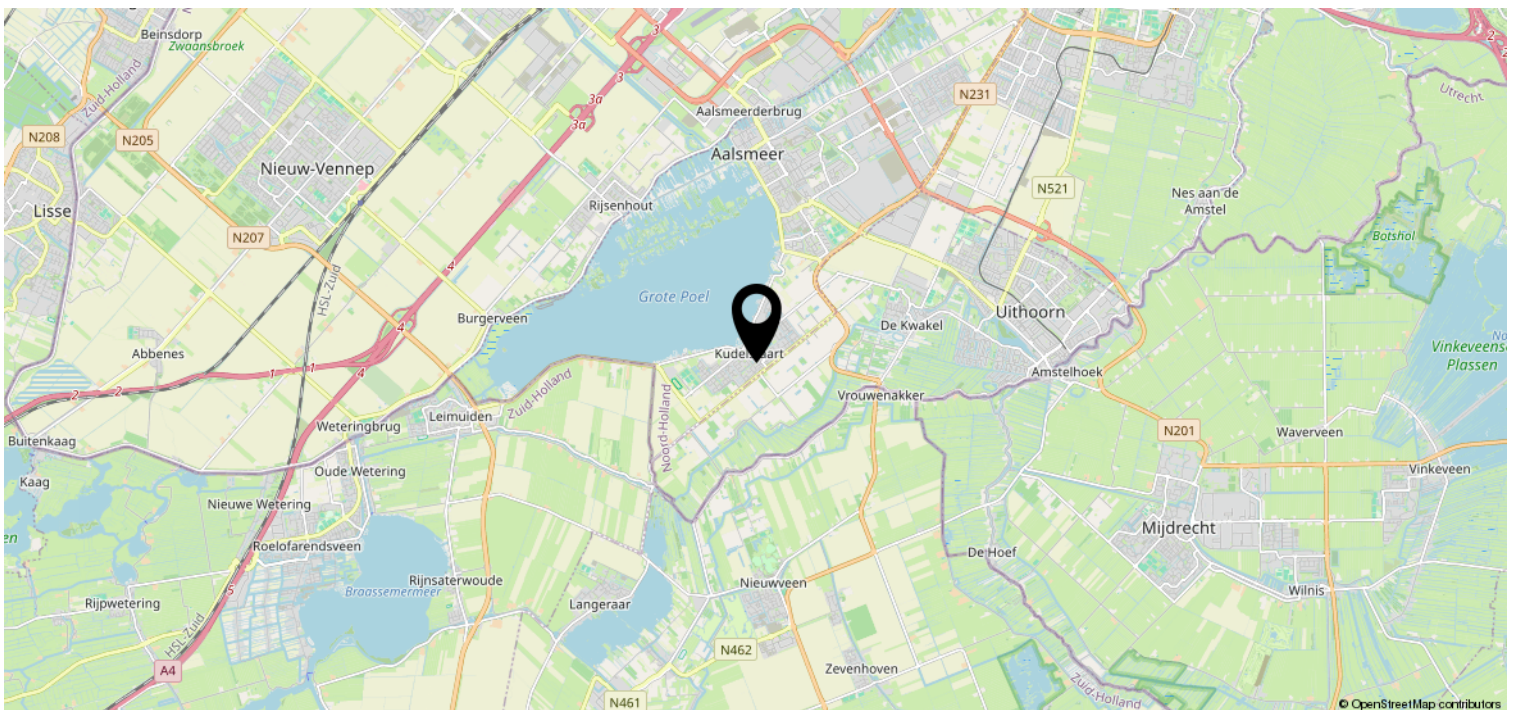 Beinsdorp
Zwaansbroek
3
2
Zuid-Holland
3
Utrecht
N231
3a
N208
N205
3a
Aalsmeerderbrug
Nieuw-Vennep
Aalsmeer
N521
Nes aan de
Amstel
Lisse
Rijsenhout
N207
Botshol
4
HSL-Zuid
Grote Poel
Burgerveen
De Kwakel
Uithoorn
4
Abbenes
Vinkeveense
Plassen
1
1
4
2
2
Amstelhoek
Zuid-Holland
Noord-Holland
Vrouwenakker
Leimuiden
Weteringbrug
Buitenkaag
N201
Waverveen
Oude Wetering
Vinkeveen
Kaag
Nieuwe Wetering
Mijdrecht
Roelofarendsveen
De Hoef
Rijnsaterwoude
Nieuwveen
5
Braassemermeer
Wilnis
Rijpwetering
Langeraar
HSL-Zuid
N462
A4
Zevenhoven
Zuid-Holland
N461
© OpenStreetMap contributors